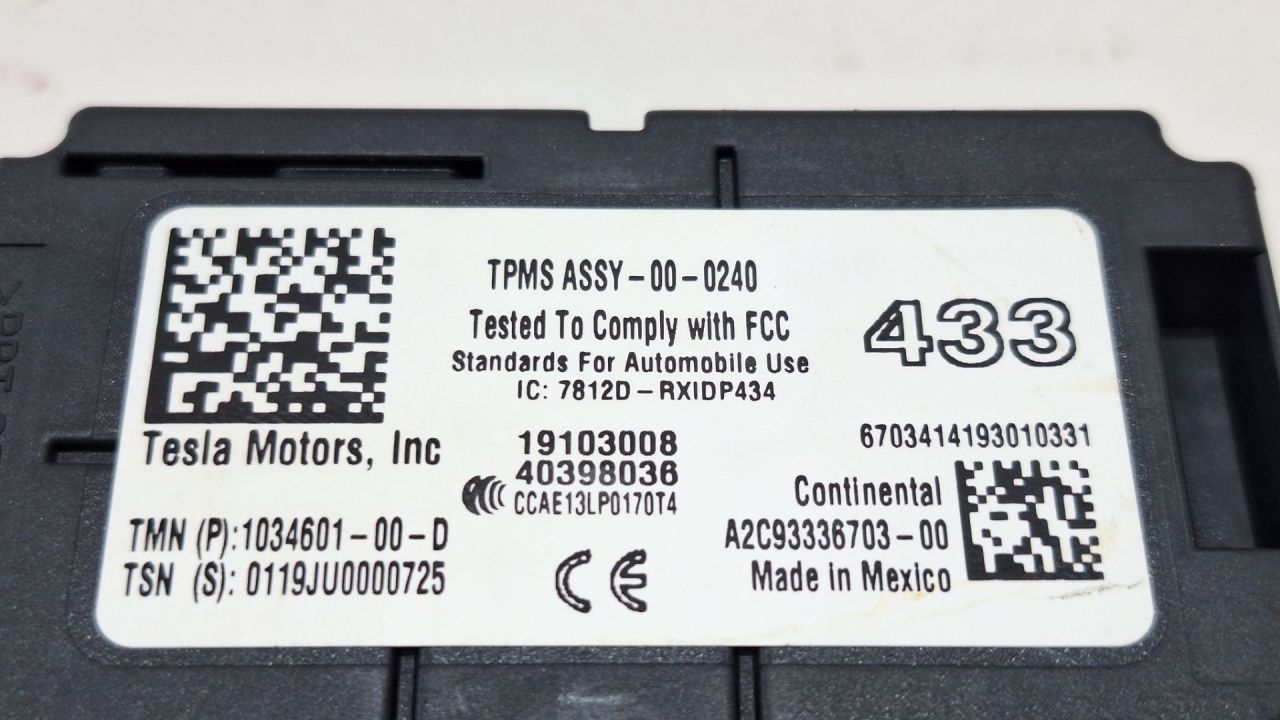 TPMS ASSY-00-0240
Tested To Comply with FCC
Standards For Automobile Use
IC: 7812D-RXIDP434
433
Tesla Motors, Inc
19103008
40398036
CCAE13LP0170T4
6703414193010331
TMN (P):1034601-00-D
TSN (S): 0119JU0000725
CE
Continental
A2C93336703-00
Made in Mexico